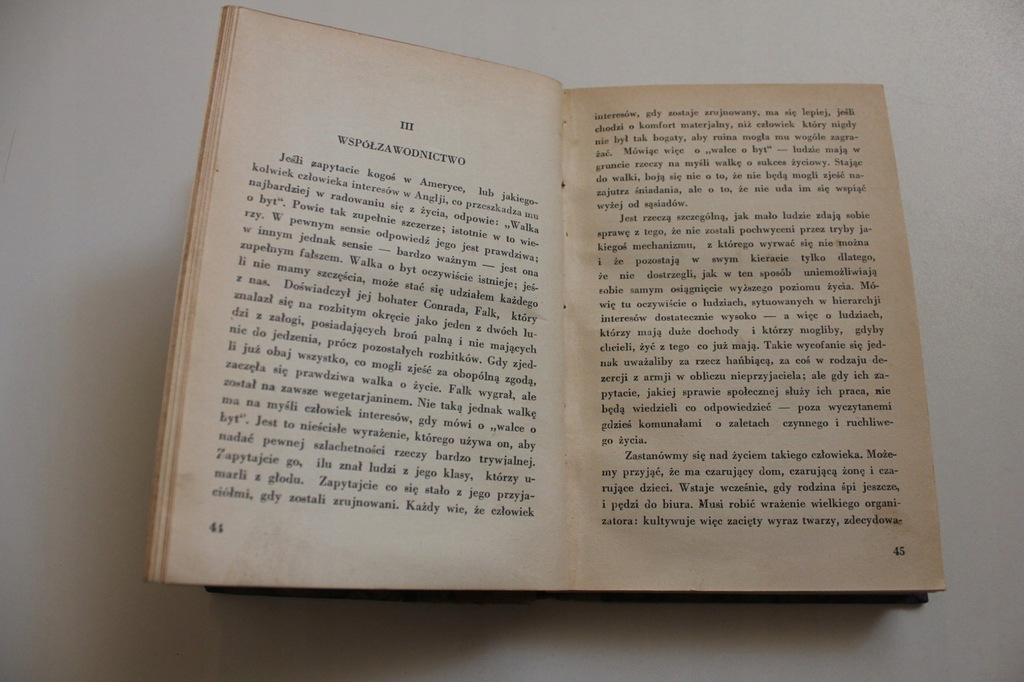 III
WSPÓŁZAWODNICTWO
Jeśli zapytacie kogoś w Ameryce, lub jakiego-
kolwiek człowieka interesów w Anglji, co przeszkadza mu
najbardziej w radowaniu się z życia, odpowie: „Walka
o byt“. Powie tak zupełnie szczerze; istotnie w to wie-
rzy. W pewnym sensie odpowiedź jego jest prawdziwa;
w innym jednak sensie — bardzo ważnym — jest ona
zupełnym fałszem. Walka o byt oczywiście istnieje; jeś-
li nie mamy szczęścia, może stać się udziałem każdego
z nas. Doświadczył jej bohater Conrada, Falk, który
znalazł się na rozbitym okręcie jako jeden z dwóch lu-
dzi z załogi, posiadających broń palną i nie mających
nic do jedzenia, prócz pozostałych rozbitków. Gdy zjed-
li już obaj wszystko, co mogli zjeść za obopólną zgodą,
zaczęła się prawdziwa walka o życie. Falk wygrał, ale
został na zawsze wegetarjaninem. Nie taką jednak walkę
ma na myśli człowiek interesów, gdy mówi o „walce o
byt“. Jest to nieścisłe wyrażenie, którego używa on, aby
nadać pewnej szlachetności rzeczy bardzo trywjalnej.
Zapytajcie go, ilu znał ludzi z jego klasy, którzy u-
marli z głodu. Zapytajcie co się stało z jego przyja-
ciółmi, gdy zostali zrujnowani. Każdy wie, że człowiek
44
interesów, gdy zostaje zrujnowany, ma się lepiej, jeśli
chodzi o komfort materjalny, niż człowiek który nigdy
nie był tak bogaty, aby ruina mogła mu wogóle zagra-
żać. Mówiąc więc o „walce o byt“ — ludzie mają w
gruncie rzeczy na myśli walkę o sukces życiowy. Stając
do walki, boją się nie o to, że nie będą mogli zjeść na-
zajutrz śniadania, ale o to, że nie uda im się wspiąć
wyżej od sąsiadów.
Jest rzeczą szczególną, jak mało ludzie zdają sobie
sprawę z tego, że nie zostali pochwyceni przez tryby ja-
kiegoś mechanizmu, z którego wyrwać się nie można
i że pozostają w swym kieracie tylko dlatego,
że nie dostrzegli, jak w ten sposób uniemożliwiają
sobie samym osiągnięcie wyższego poziomu życia. Mó-
wię tu oczywiście o ludziach, sytuowanych w hierarchji
interesów dostatecznie wysoko — a więc o ludziach,
którzy mają duże dochody i którzy mogliby, gdyby
chcieli, żyć z tego co już mają. Takie wycofanie się jed-
nak uważaliby za rzecz hańbiącą, za coś w rodzaju de-
zercji z armji w obliczu nieprzyjaciela; ale gdy ich za-
pytacie, jakiej sprawie społecznej służy ich praca, nie
będą wiedzieli co odpowiedzieć — poza wyczytanemi
gdzieś komunałami o zaletach czynnego i ruchliwe-
go życia.
Zastanówmy się nad życiem takiego człowieka. Może-
my przyjąć, że ma czarujący dom, czarującą żonę i cza-
rujące dzieci. Wstaje wcześnie, gdy rodzina śpi jeszcze,
i pędzi do biura. Musi robić wrażenie wielkiego organi-
zatora: kultywuje więc zacięty wyraz twarzy, zdecydowa-
45